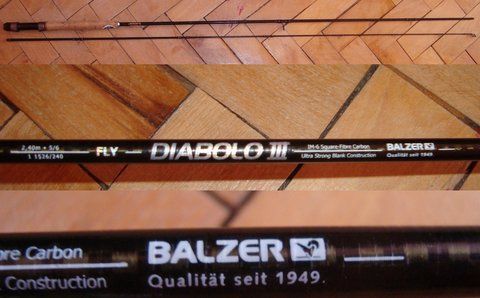 2,40m • 5/6
1 1526/240
FLY
DIABOLO III
IM-6 Square-Fibre Carbon
Ultra Strong Blank Construction
BALZER
Qualität seit 1949.
bre Carbon
Construction
BALZER
Qualität seit 1949.